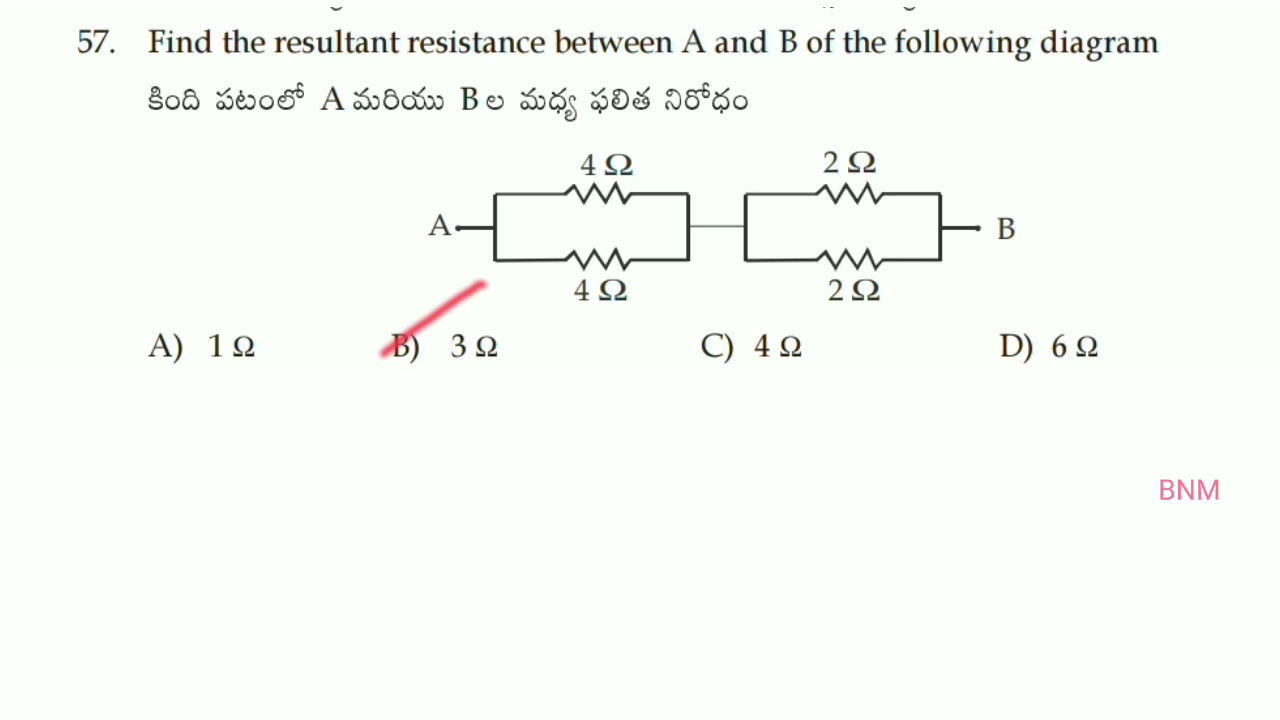 57. Find the resultant resistance between A and B of the following diagram
కింది పటంలో A మరియు B ల మధ్య ఫలిత నిరోధం
4 Ω 2 Ω
A B
4 Ω 2 Ω
A) 1 Ω B) 3 Ω C) 4 Ω D) 6 Ω
BNM